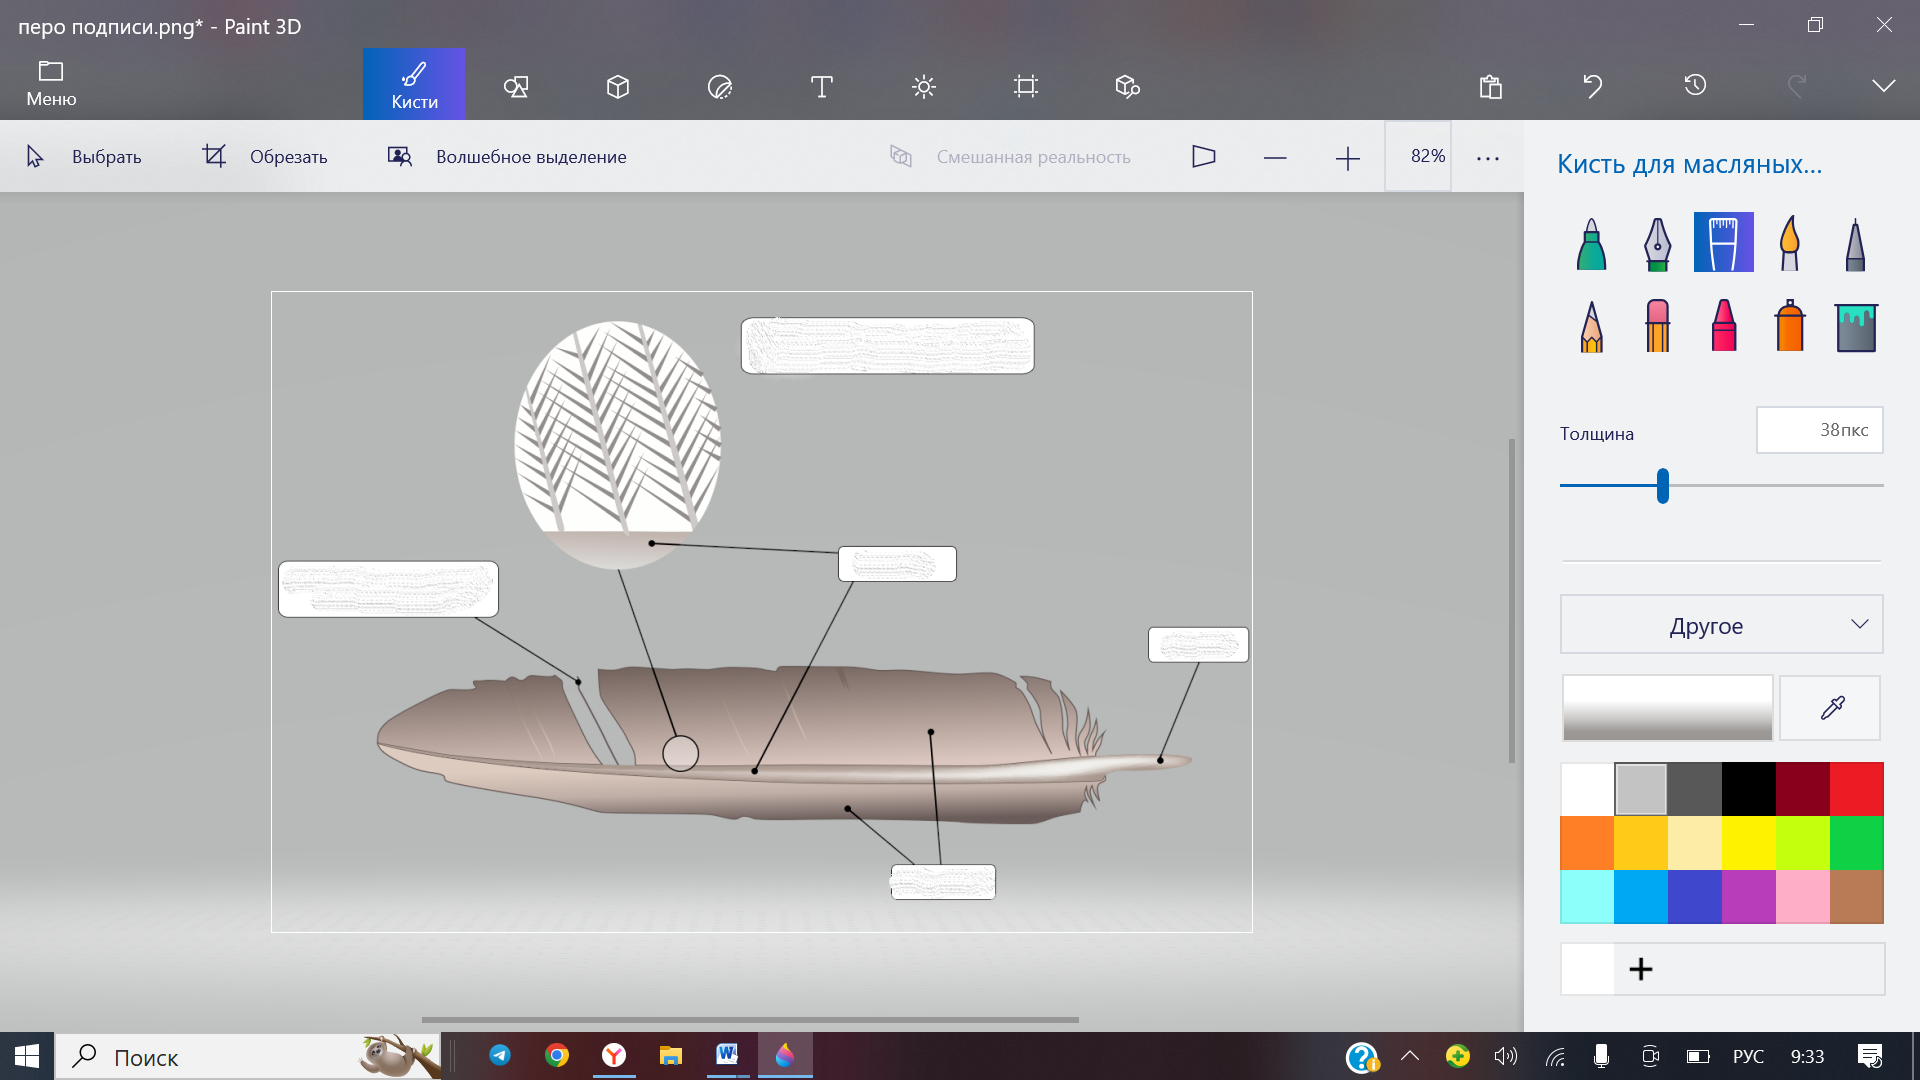 перо подписи.png* - Paint 3D
Меню
Кисти
Выбрать
Обрезать
Волшебное выделение
Смешанная реальность
82%
Кисть для масляных...
Толщина
38пкс
Другое
Поиск
РУС
9:33